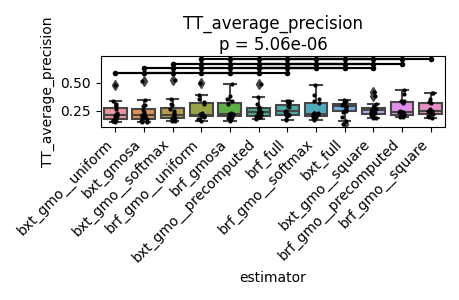 TT_average_precision
p = 5.06e-06
TT_average_precision
0.50
0.25
bxt_gmo__uniform
bxt_gmosa
bxt_gmo__softmax
brf_gmo__uniform
brf_gmosa
bxt_gmo__precomputed
brf_full
brf_gmo__softmax
bxt_full
bxt_gmo__square
brf_gmo__precomputed
brf_gmo__square
estimator